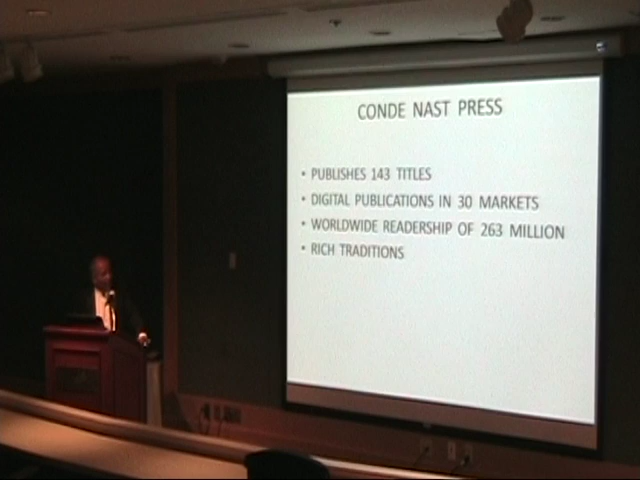 CONDE NAST PRESS
• PUBLISHES 143 TITLES
• DIGITAL PUBLICATIONS IN 30 MARKETS
• WORLDWIDE READERSHIP OF 263 MILLION
• RICH TRADITIONS